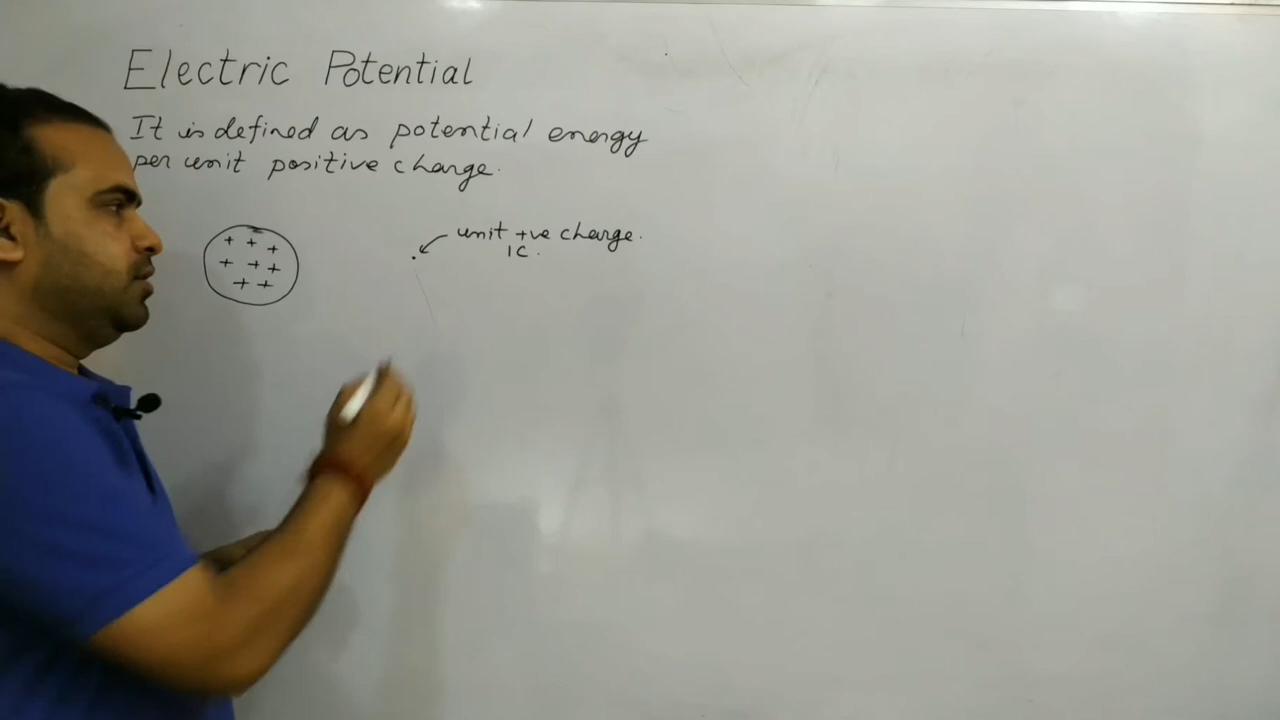 Electric Potential
It is defined as potential energy
per unit positive charge.
+ + +
+ + +
+ +
unit +ve charge.
1C.